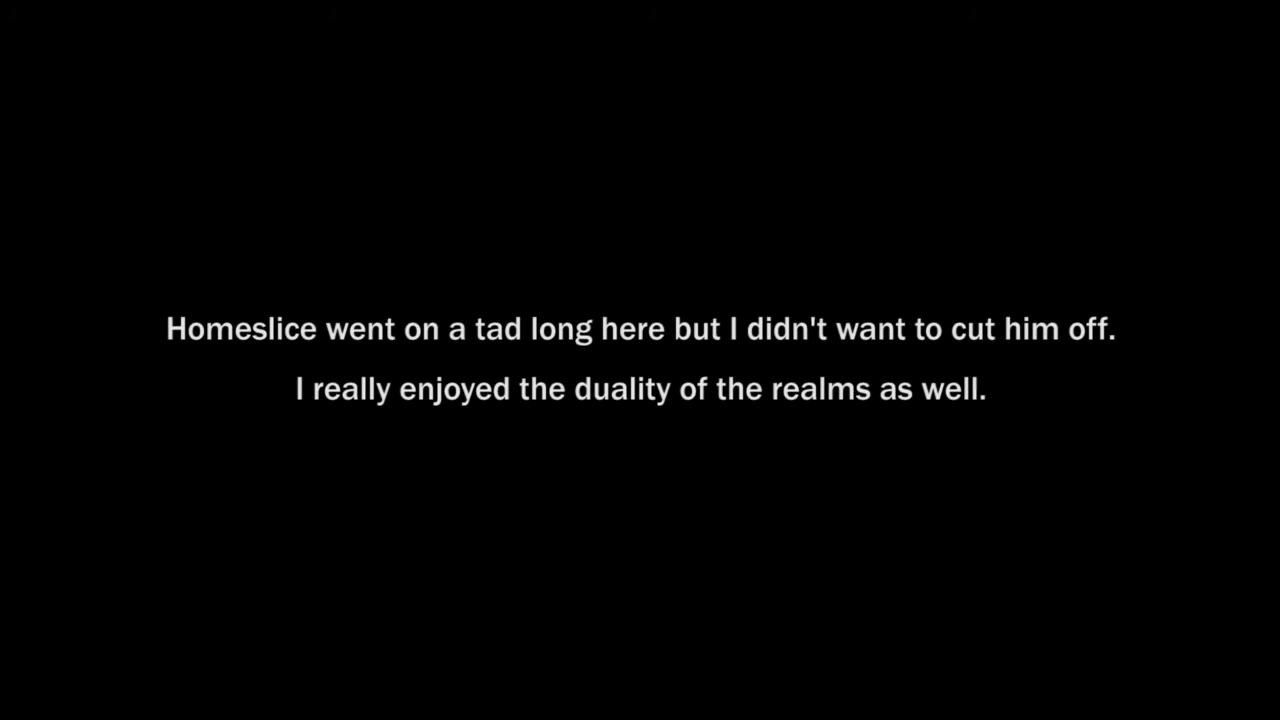 Homeslice went on a tad long here but I didn't want to cut him off.
I really enjoyed the duality of the realms as well.